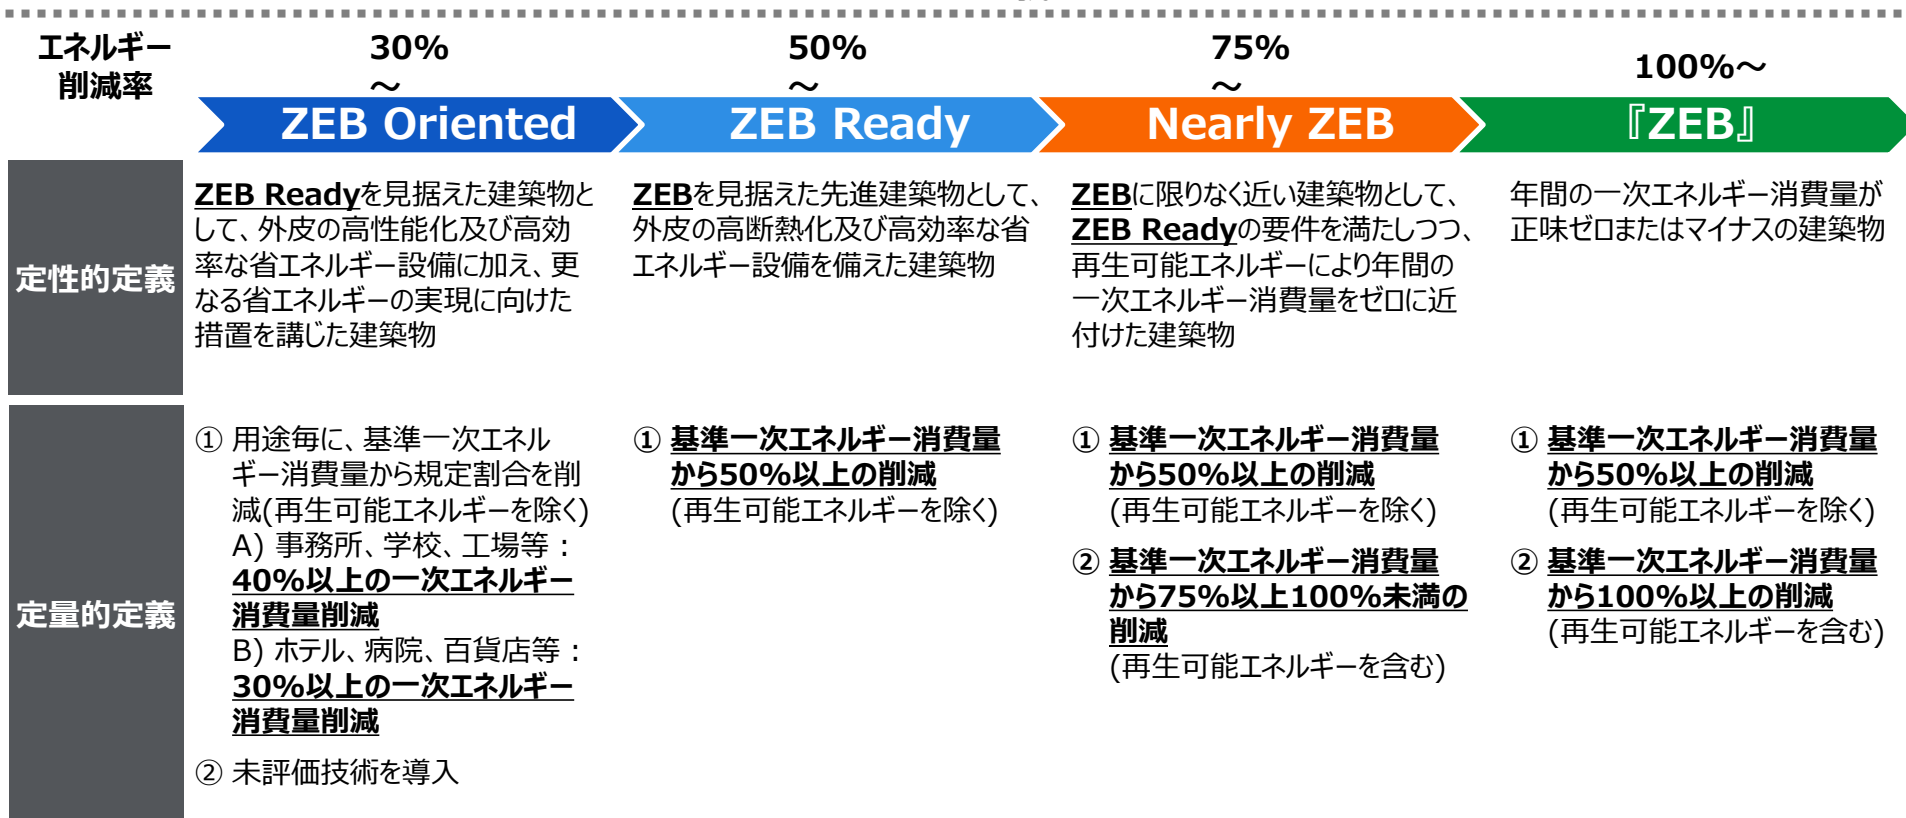 エネルギー
削減率
30%
～
50%
～
75%
～
100%～
ZEB Oriented
ZEB Ready
Nearly ZEB
『ZEB』
定性的定義
ZEB Readyを見据えた建築物と
して、外皮の高性能化及び高効
率な省エネルギー設備に加え、更
なる省エネルギーの実現に向けた
措置を講じた建築物
ZEBを見据えた先進建築物として、
外皮の高断熱化及び高効率な省
エネルギー設備を備えた建築物
ZEBに限りなく近い建築物として、
ZEB Readyの要件を満たしつつ、
再生可能エネルギーにより年間の
一次エネルギー消費量をゼロに近
付けた建築物
年間の一次エネルギー消費量が
正味ゼロまたはマイナスの建築物
定量的定義
① 用途毎に、基準一次エネル
ギー消費量から規定割合を削
減(再生可能エネルギーを除く)
A) 事務所、学校、工場等：
40%以上の一次エネルギー
消費量削減
B) ホテル、病院、百貨店等：
30%以上の一次エネルギー
消費量削減
② 未評価技術を導入
① 基準一次エネルギー消費量
から50%以上の削減
(再生可能エネルギーを除く)
① 基準一次エネルギー消費量
から50%以上の削減
(再生可能エネルギーを除く)
② 基準一次エネルギー消費量
から75%以上100%未満の
削減
(再生可能エネルギーを含む)
① 基準一次エネルギー消費量
から50%以上の削減
(再生可能エネルギーを除く)
② 基準一次エネルギー消費量
から100%以上の削減
(再生可能エネルギーを含む)